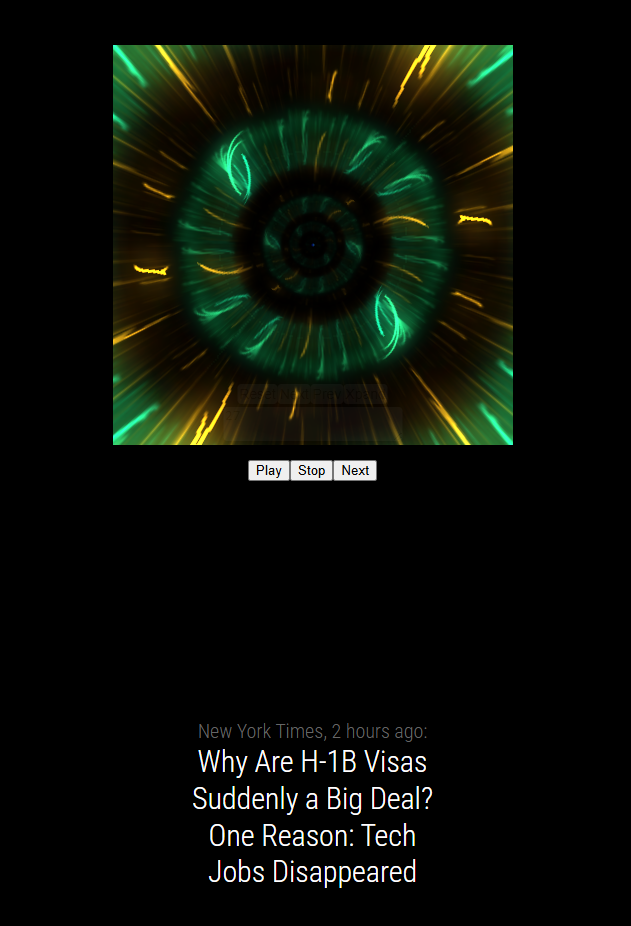 Play Stop Next
New York Times, 2 hours ago:
Why Are H-1B Visas
Suddenly a Big Deal?
One Reason: Tech
Jobs Disappeared